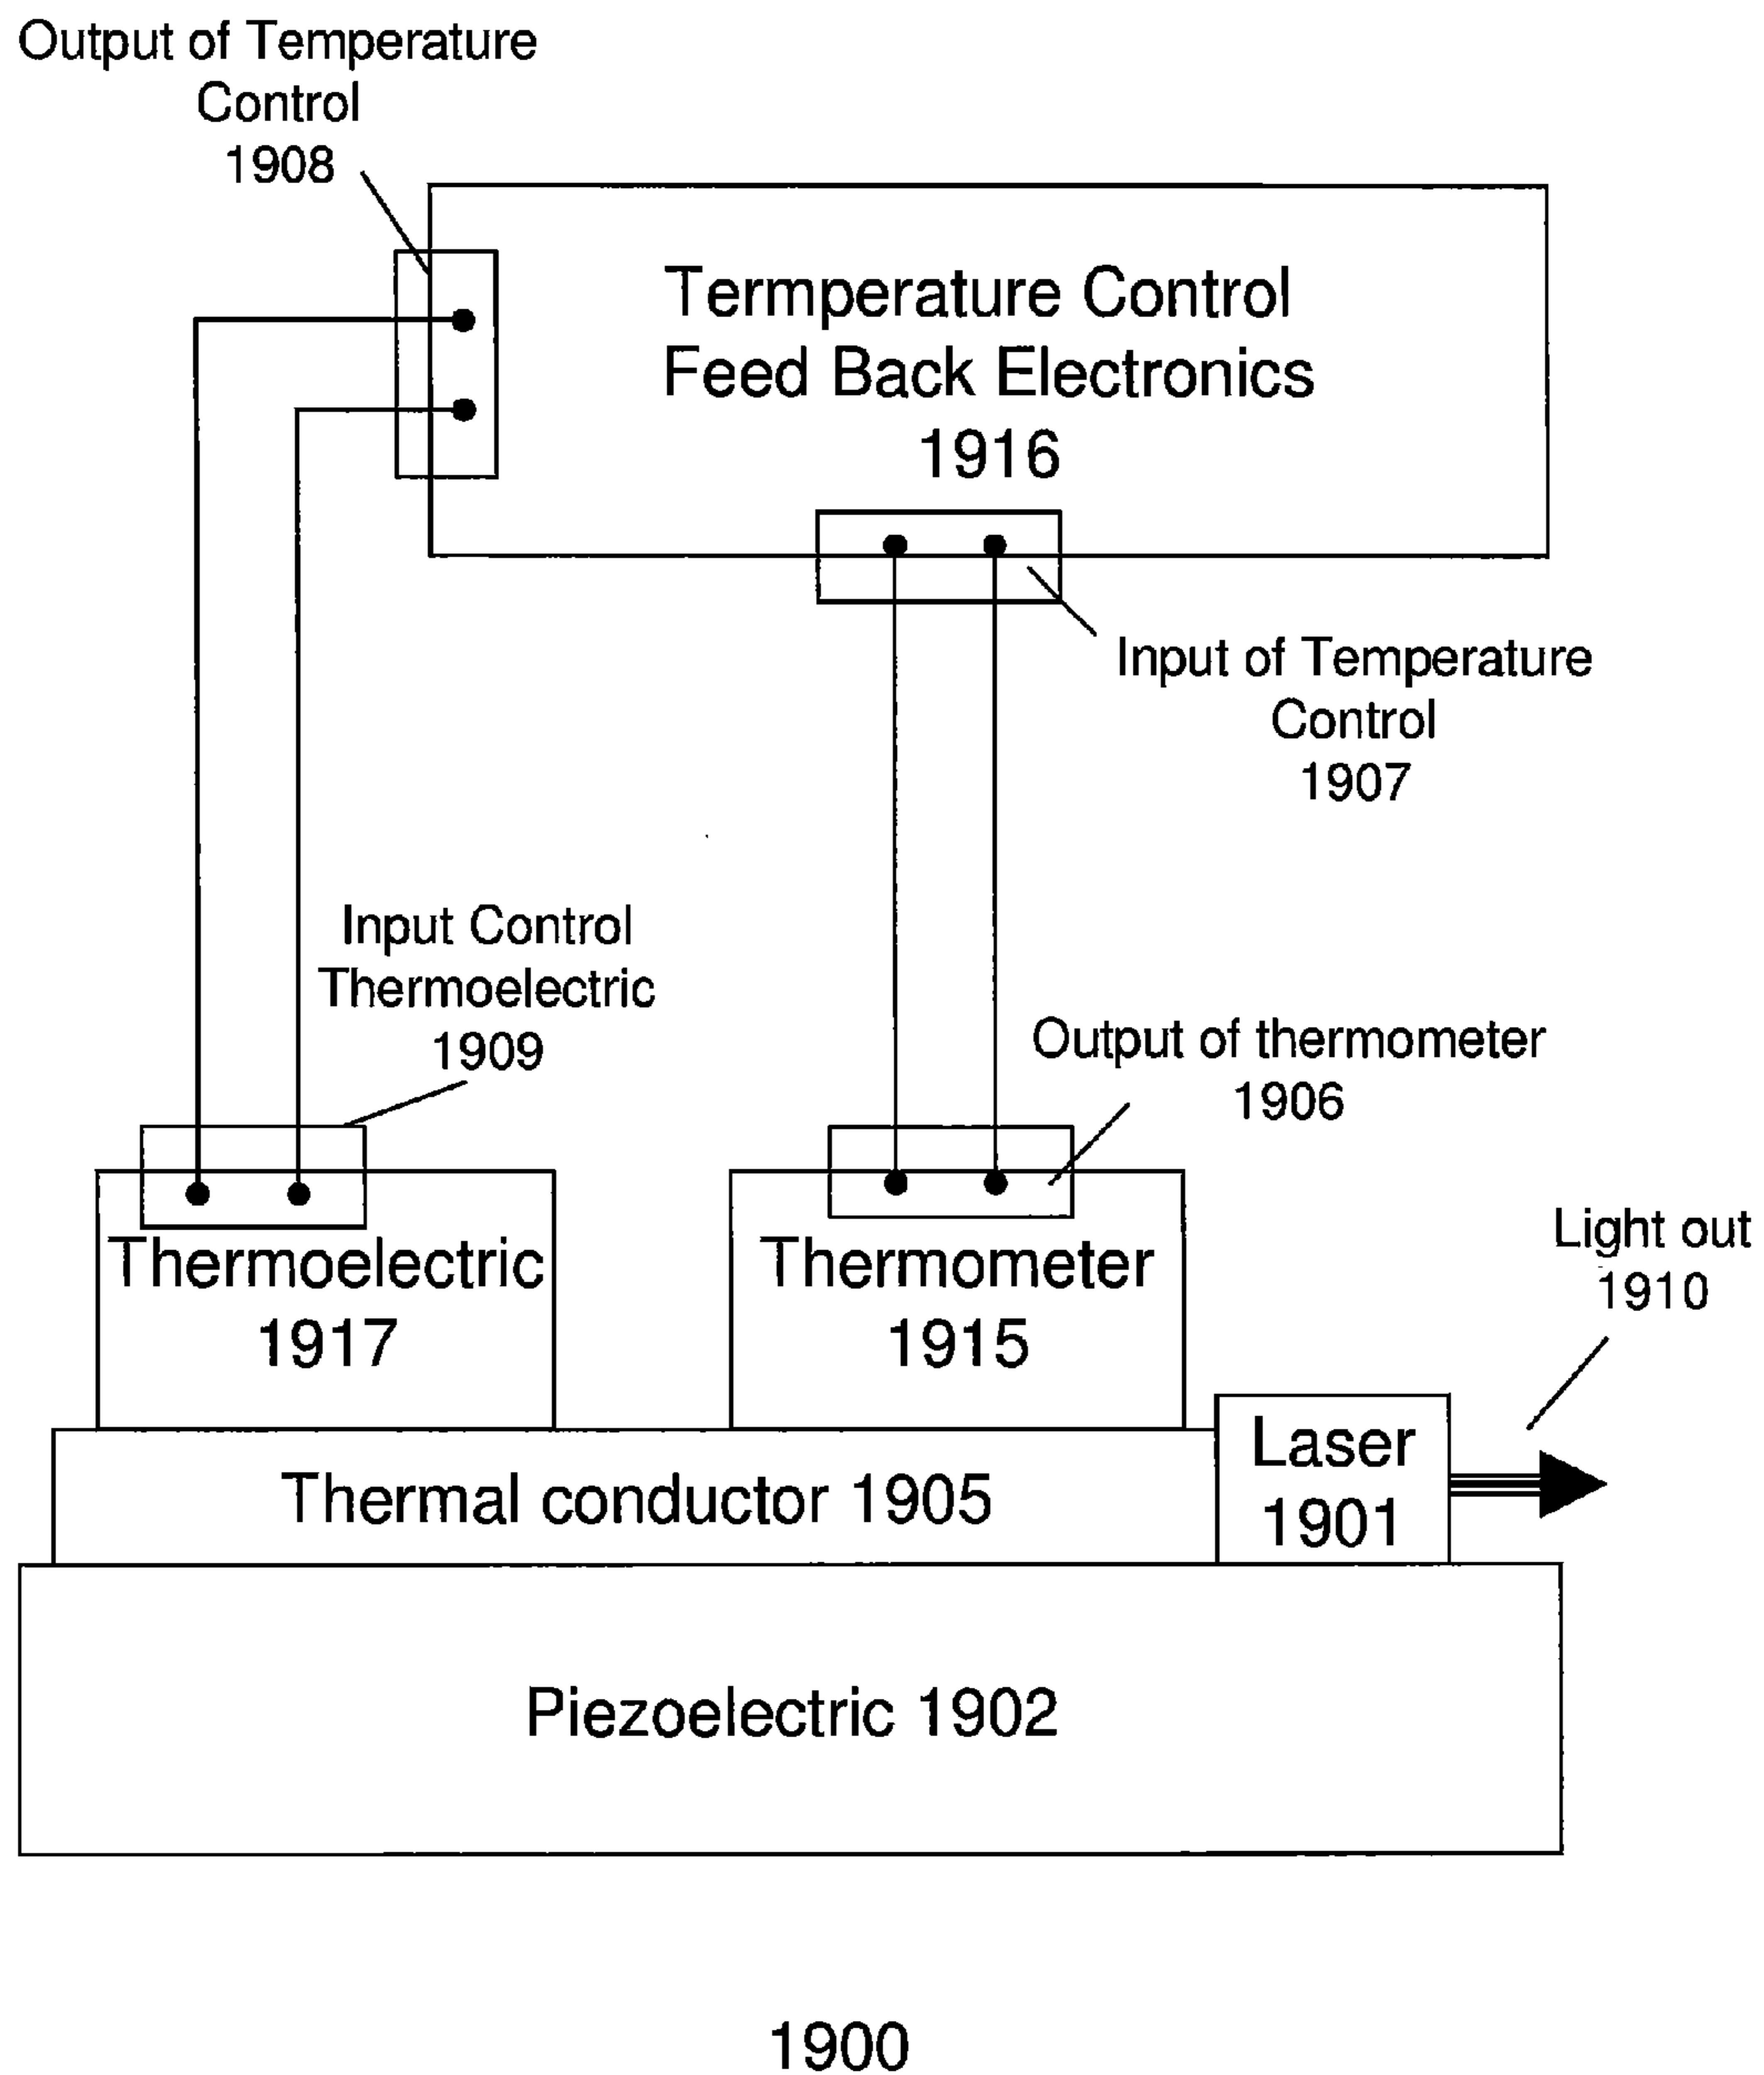 Output of Temperature
Control
1908
Termperature Control
Feed Back Electronics
1916
Input of Temperature
Control
1907
Input Control
Thermoelectric
1909
Output of thermometer
1906
Thermoelectric
1917
Thermometer
1915
Light out
1910
Laser
1901
Thermal conductor 1905
Piezoelectric 1902
1900